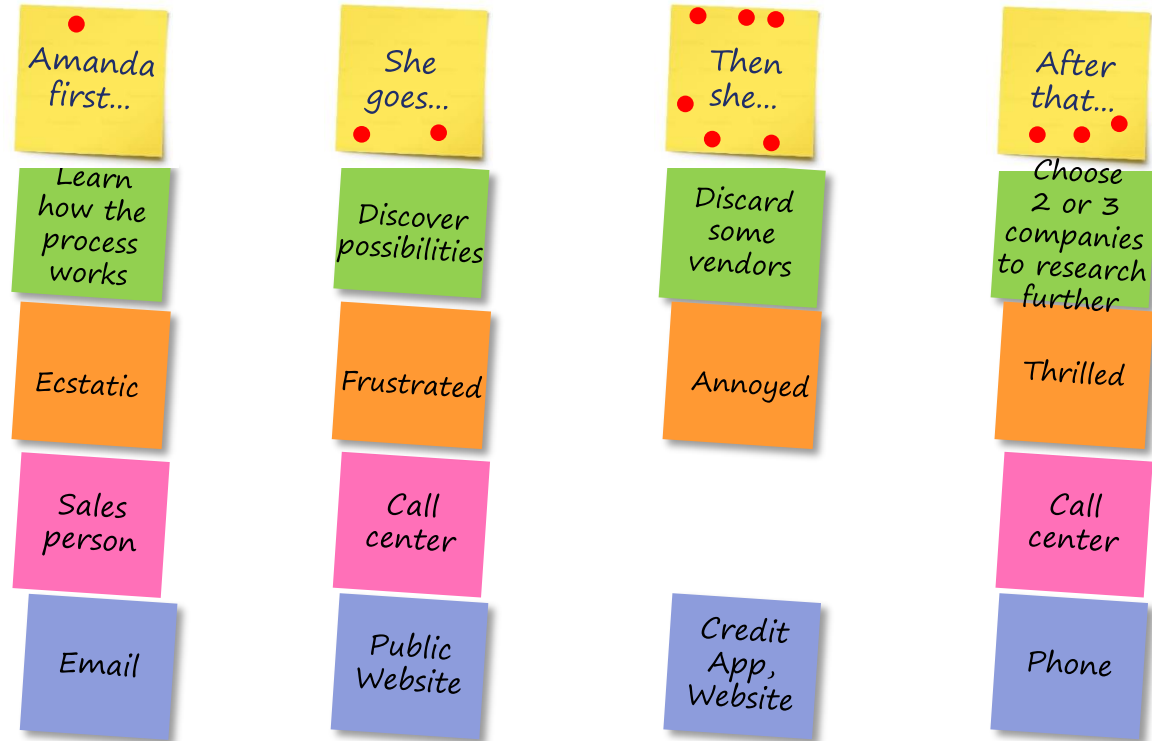 Amanda
first...
She
goes...
Then
she...
After
that...
Learn
how the
process
works
Discover
possibilities
Discard
some
vendors
Choose
2 or 3
companies
to research
further
Ecstatic
Frustrated
Annoyed
Thrilled
Sales
person
Call
center
Call
center
Email
Public
Website
Credit
App,
Website
Phone